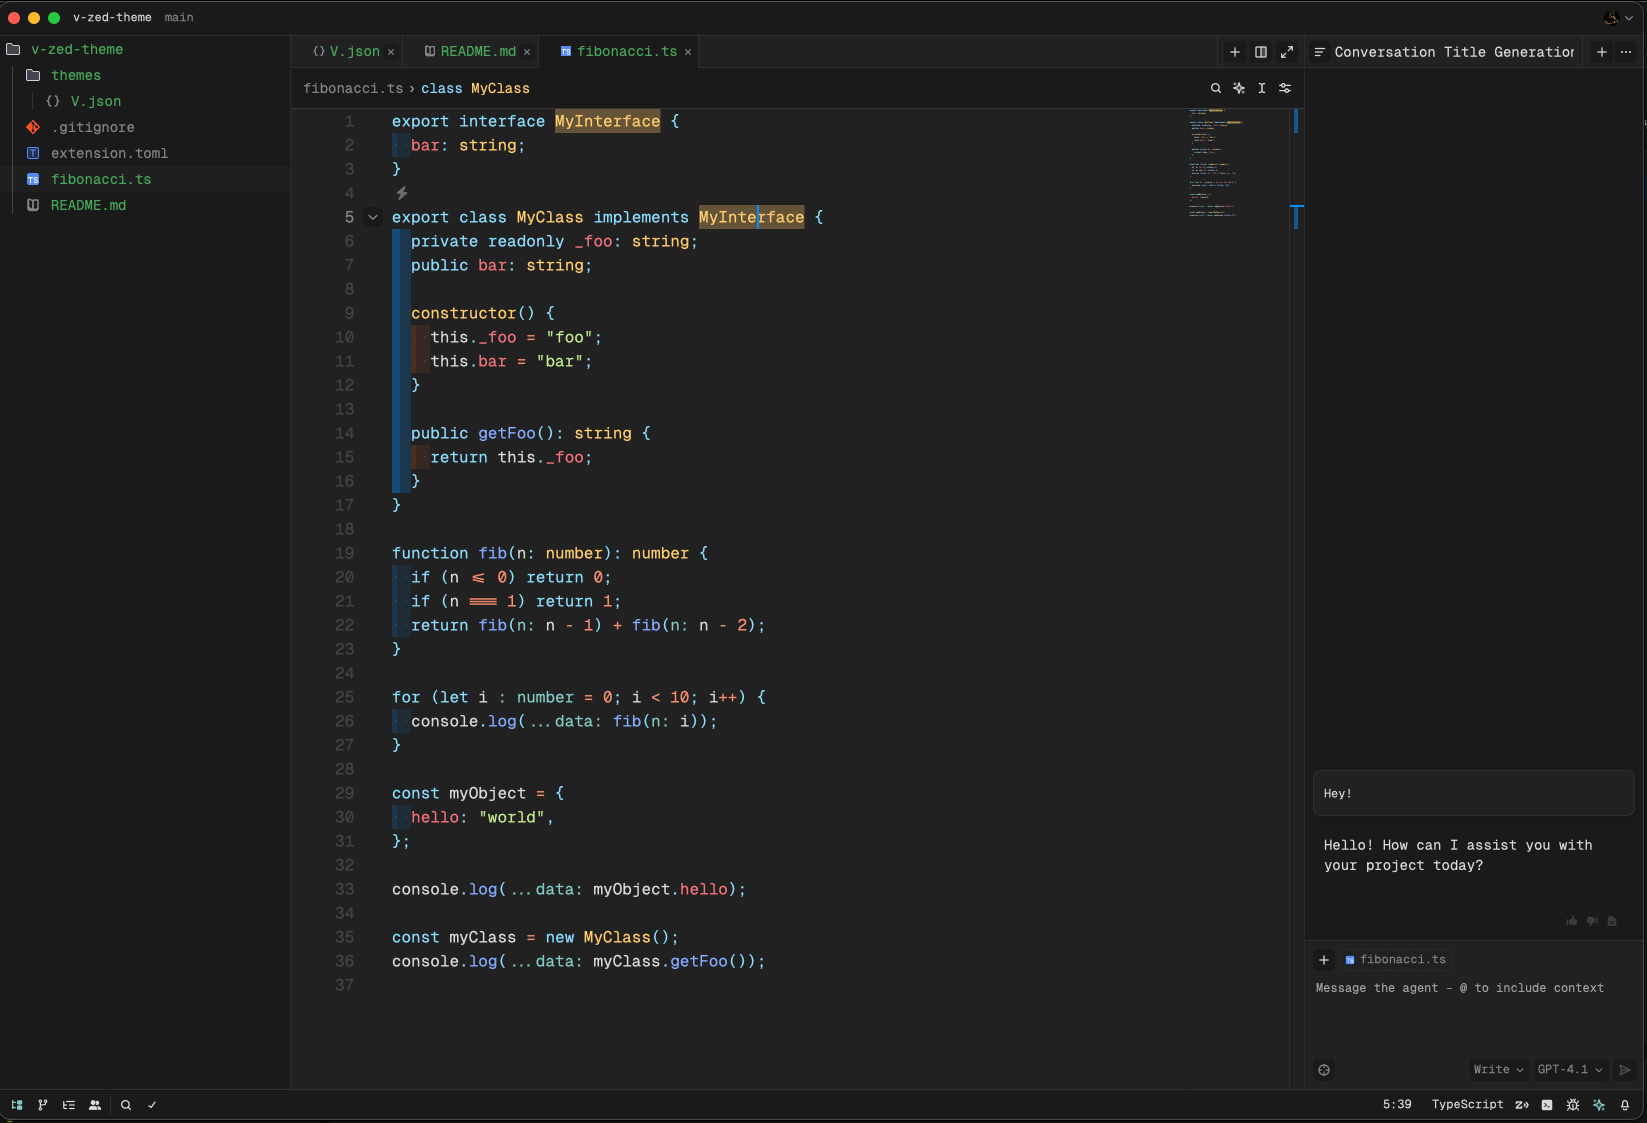 v-zed-theme main
v-zed-theme
themes
{} V.json
.gitignore
extension.toml
TS fibonacci.ts
README.md
{} V.json ×
README.md ×
TS fibonacci.ts ×
Conversation Title Generation
fibonacci.ts › class MyClass
1 export interface MyInterface {
2 bar: string;
3 }
4
5 export class MyClass implements MyInterface {
6 private readonly _foo: string;
7 public bar: string;
8
9 constructor() {
10 this._foo = "foo";
11 this.bar = "bar";
12 }
13
14 public getFoo(): string {
15 return this._foo;
16 }
17 }
18
19 function fib(n: number): number {
20 if (n <= 0) return 0;
21 if (n === 1) return 1;
22 return fib(n: n - 1) + fib(n: n - 2);
23 }
24
25 for (let i : number = 0; i < 10; i++) {
26 console.log(...data: fib(n: i));
27 }
28
29 const myObject = {
30 hello: "world",
31 };
32
33 console.log(...data: myObject.hello);
34
35 const myClass = new MyClass();
36 console.log(...data: myClass.getFoo());
37
Hey!
Hello! How can I assist you with
your project today?
+ TS fibonacci.ts
Message the agent - @ to include context
Write GPT-4.1
5:39 TypeScript